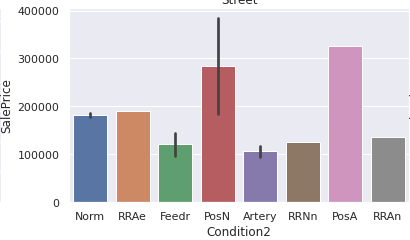 Street
400000
300000
200000
100000
0
SalePrice
Norm RRAe Feedr PosN Artery RRNn PosA RRAn
Condition2